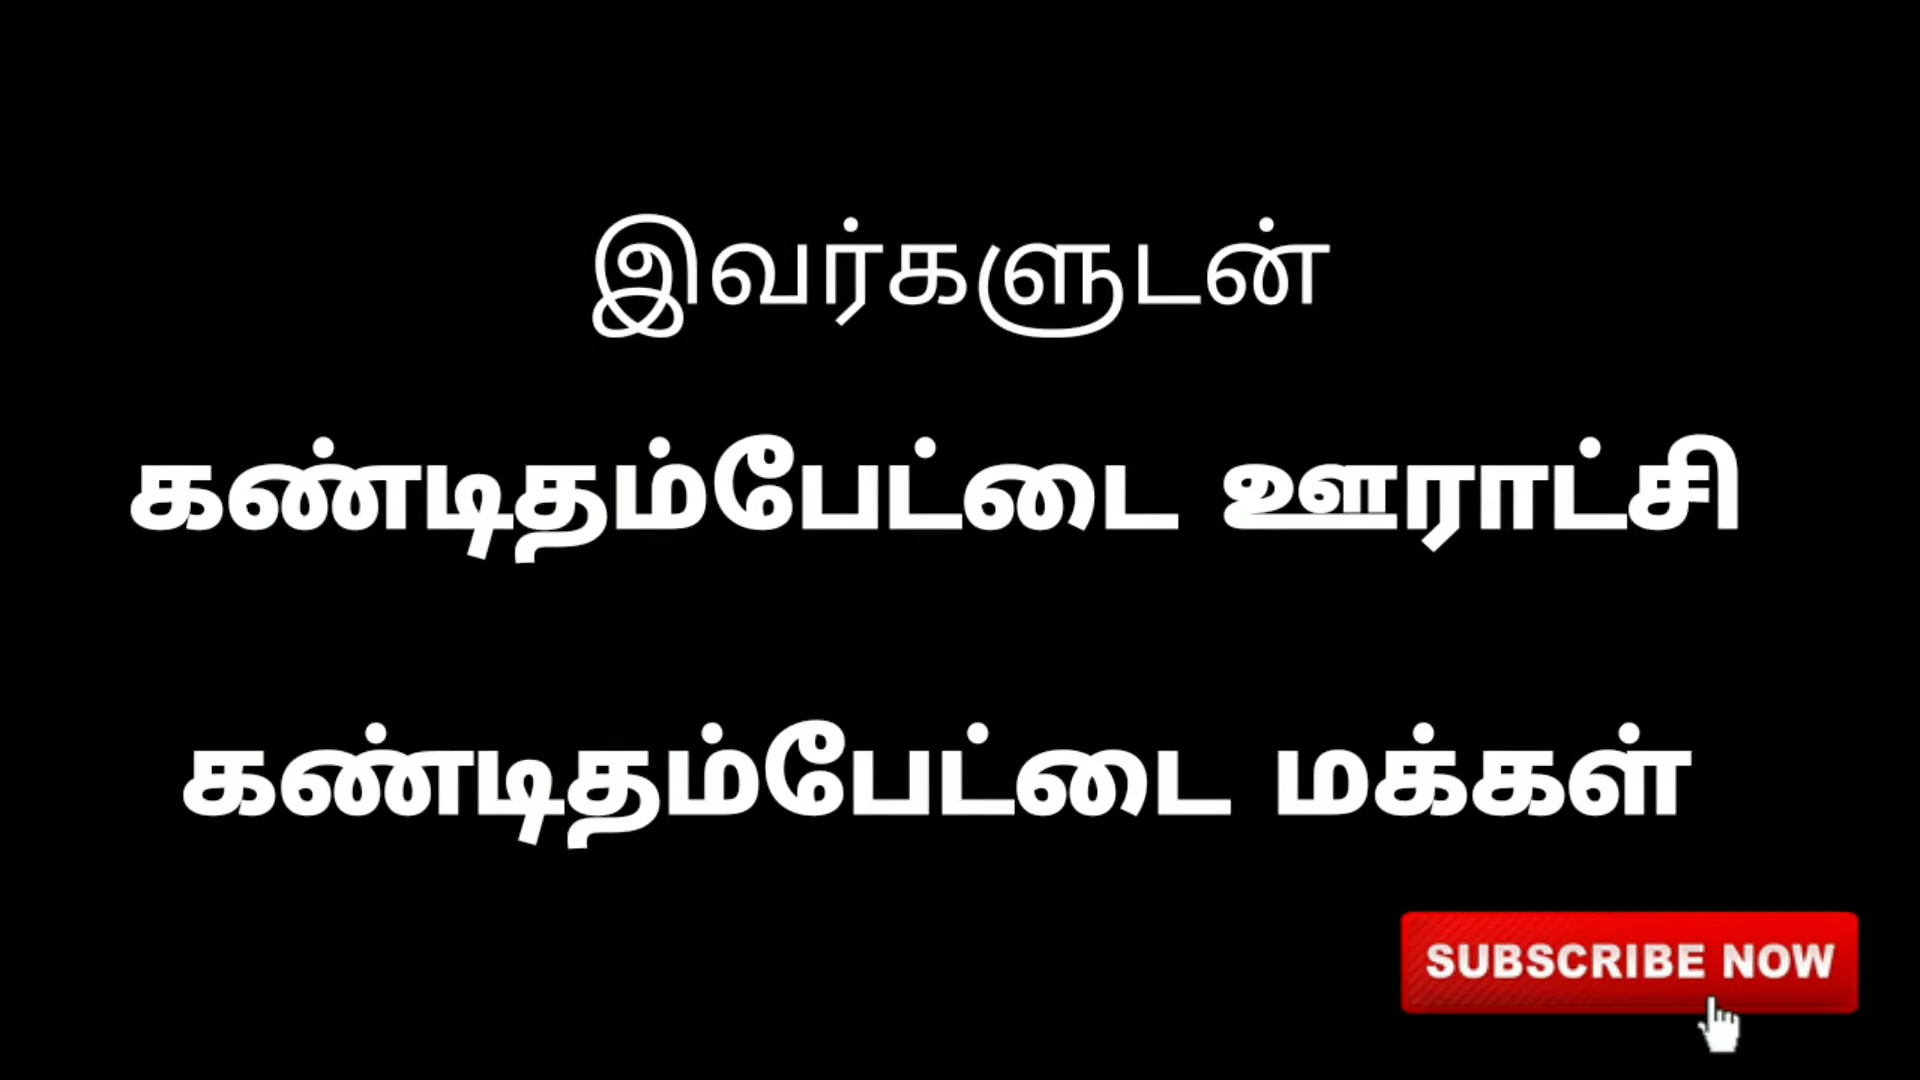 இவர்களுடன்
கண்டிதம்பேட்டை ஊராட்சி
கண்டிதம்பேட்டை மக்கள்
SUBSCRIBE NOW